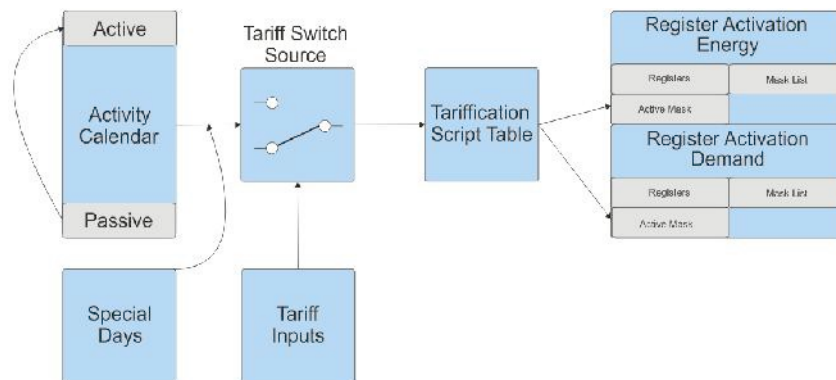 Active
Activity
Calendar
Passive
Special
Days
Tariff Switch
Source
Tariff
Inputs
Tariffication
Script Table
Register Activation
Energy
Registers
Mask List
Active Mask
Register Activation
Demand
Registers
Mask List
Active Mask